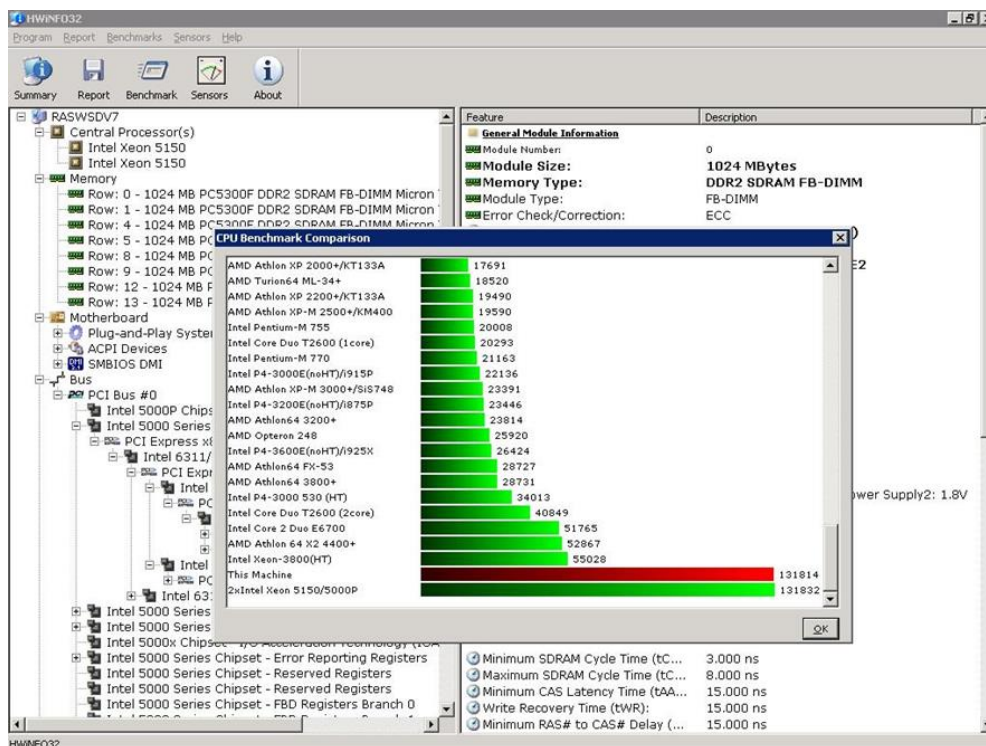 HWiNFO32
Program Report Benchmarks Sensors Help
Summary Report Benchmark Sensors About
RASWSDV7
Central Processor(s)
Intel Xeon 5150
Intel Xeon 5150
Memory
Row: 0 - 1024 MB PC5300F DDR2 SDRAM FB-DIMM Micron
Row: 1 - 1024 MB PC5300F DDR2 SDRAM FB-DIMM Micron
Row: 4 - 1024 MB PC5300F DDR2 SDRAM FB-DIMM Micron
Row: 5 - 1024 MB
Row: 8 - 1024 MB
Row: 9 - 1024 MB
Row: 12 - 1024 MB
Row: 13 - 1024 MB
Motherboard
Plug-and-Play
ACPI Devices
SMBIOS DMI
Bus
PCI Bus #0
Intel 5000P
Intel 5000 Series
PCI Express
Intel 6311/
PCI
Intel
Intel
Intel
Intel 5000 Series
Intel 5000 Series
Intel 5000x Chipset - I/O Acceleration Technology
Intel 5000 Series Chipset - Error Reporting Registers
Intel 5000 Series Chipset - Reserved Registers
Intel 5000 Series Chipset - Reserved Registers
Intel 5000 Series Chipset - FBD Registers Branch 0
Feature Description
General Module Information
Module Number: 0
Module Size: 1024 MBytes
Memory Type: DDR2 SDRAM FB-DIMM
Module Type: FB-DIMM
Error Check/Correction: ECC
Supply2: 1.8V
Minimum SDRAM Cycle Time (tC... 3.000 ns
Maximum SDRAM Cycle Time (tC... 8.000 ns
Minimum CAS Latency Time (tAA... 15.000 ns
Write Recovery Time (tWR): 15.000 ns
Minimum RAS# to CAS# Delay (... 15.000 ns
CPU Benchmark Comparison
AMD Athlon XP 2000+/KT133A 17691
AMD Turion64 ML-34+ 18520
AMD Athlon XP 2200+/KT133A 19490
AMD Athlon XP-M 2500+/KM400 19590
Intel Pentium-M 755 20008
Intel Core Duo T2600 (1core) 20293
Intel Pentium-M 770 21163
Intel P4-3000E(noHT)/i915P 22136
AMD Athlon XP-M 3000+/SiS748 23391
Intel P4-3200E(noHT)/i875P 23446
AMD Athlon64 3200+ 23814
AMD Opteron 248 25920
Intel P4-3600E(noHT)/i925X 26424
AMD Athlon64 FX-53 28727
AMD Athlon64 3800+ 28731
Intel P4-3000 530 (HT) 34013
Intel Core Duo T2600 (2core) 40849
Intel Core 2 Duo E6700 51765
AMD Athlon 64 X2 4400+ 52867
Intel Xeon-3800(HT) 55028
This Machine 131814
2xIntel Xeon 5150/5000P 131832
OK
HWiNFO32